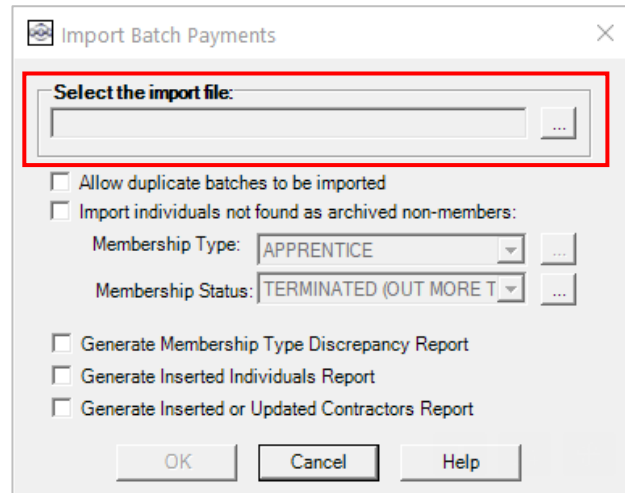 Import Batch Payments
Select the import file:
...
Allow duplicate batches to be imported
Import individuals not found as archived non-members:
Membership Type: APPRENTICE ...
Membership Status: TERMINATED (OUT MORE T ...
Generate Membership Type Discrepancy Report
Generate Inserted Individuals Report
Generate Inserted or Updated Contractors Report
OK Cancel Help